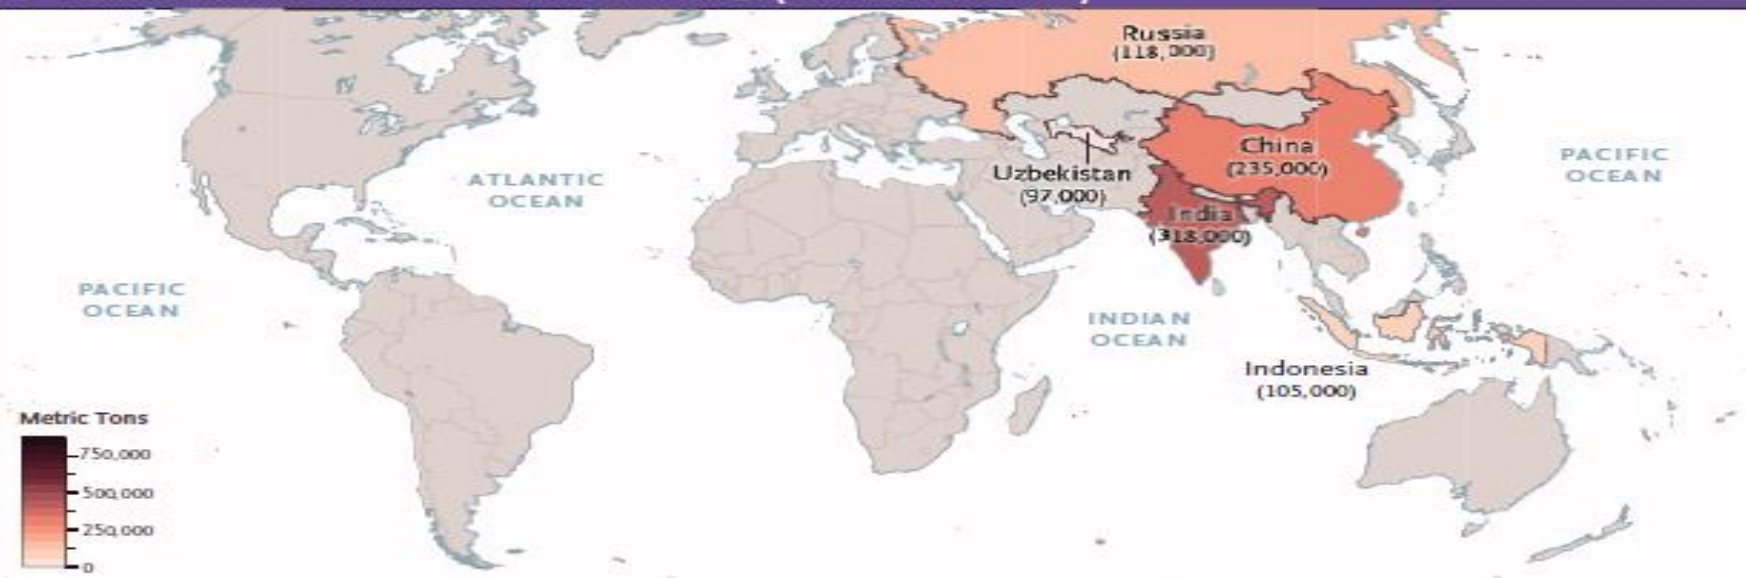 Russia
(118,000)
China
(235,000)
Uzbekistan
(97,000)
India
(318,000)
Indonesia
(105,000)
ATLANTIC
OCEAN
PACIFIC
OCEAN
PACIFIC
OCEAN
INDIAN
OCEAN
Metric Tons
750,000
500,000
250,000
0